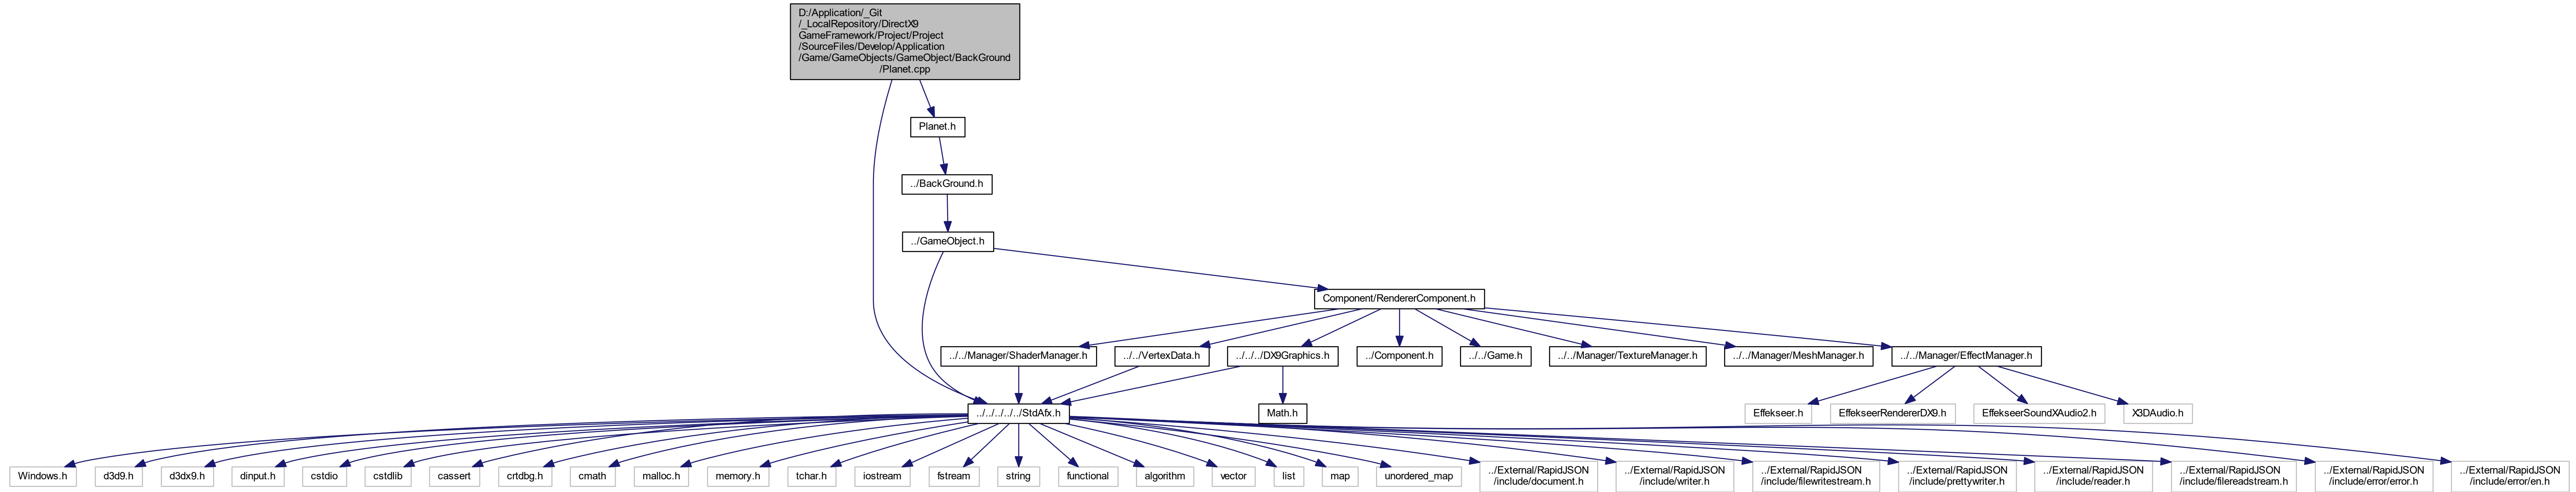 D:/Application/_Git
/_LocalRepository/DirectX9
GameFramework/Project/Project
/SourceFiles/Develop/Application
/Game/GameObjects/GameObject/BackGround
/Planet.cpp
Planet.h
../BackGround.h
../GameObject.h
Component/RendererComponent.h
../../Manager/ShaderManager.h
../../VertexData.h
../../../DX9Graphics.h
../Component.h
../../Game.h
../../Manager/TextureManager.h
../../Manager/MeshManager.h
../../Manager/EffectManager.h
../../../../../StdAfx.h
Math.h
Effekseer.h
EffekseerRendererDX9.h
EffekseerSoundXAudio2.h
X3DAudio.h
Windows.h
d3d9.h
d3dx9.h
dinput.h
cstdio
cstdlib
cassert
crtdbg.h
cmath
malloc.h
memory.h
tchar.h
iostream
fstream
string
functional
algorithm
vector
list
map
unordered_map
../External/RapidJSON
/include/document.h
../External/RapidJSON
/include/writer.h
../External/RapidJSON
/include/filewritestream.h
../External/RapidJSON
/include/prettywriter.h
../External/RapidJSON
/include/reader.h
../External/RapidJSON
/include/filereadstream.h
../External/RapidJSON
/include/error/error.h
../External/RapidJSON
/include/error/en.h